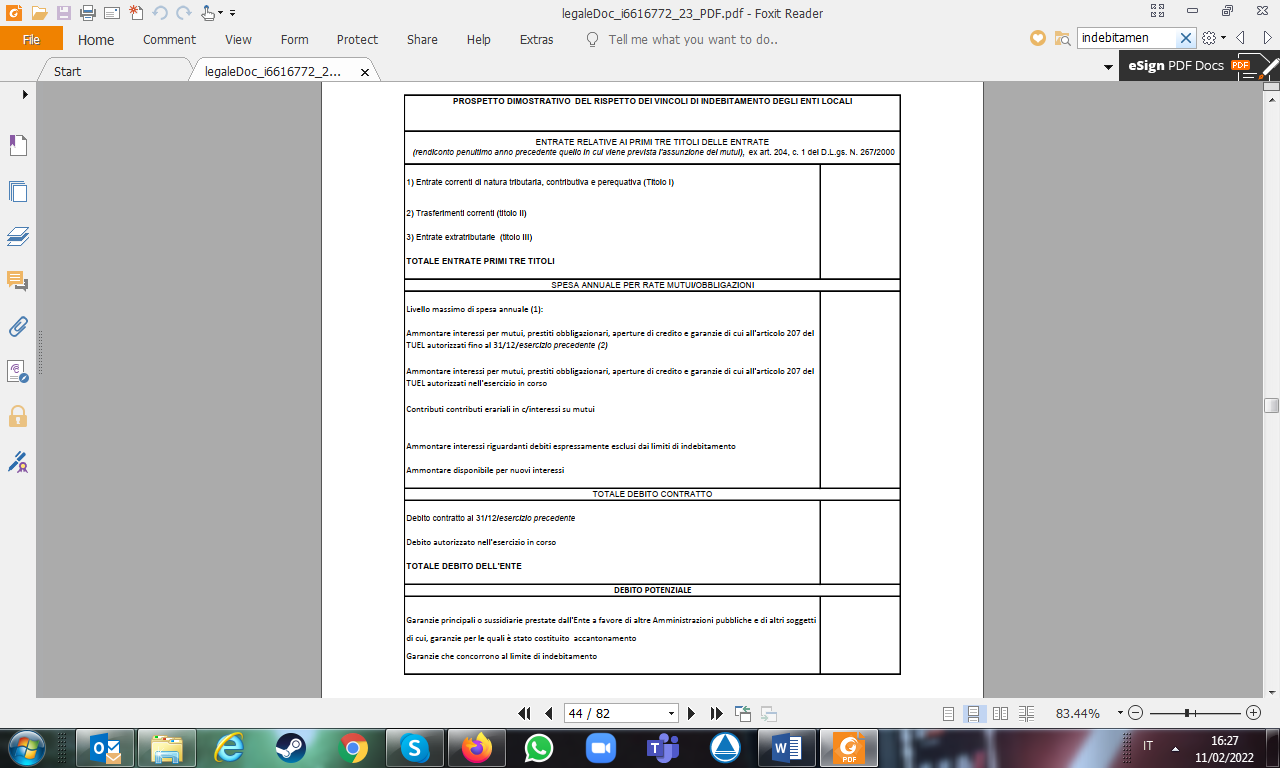 legaleDoc_i6616772_23_PDF.pdf - Foxit Reader
File
Home
Comment
View
Form
Protect
Share
Help
Extras
Tell me what you want to do..
indebitamen
Start
legaleDoc_i6616772_2...
eSign PDF Docs
PDF
PROSPETTO DIMOSTRATIVO DEL RISPETTO DEI VINCOLI DI INDEBITAMENTO DEGLI ENTI LOCALI
ENTRATE RELATIVE AI PRIMI TRE TITOLI DELLE ENTRATE
(rendiconto penultimo anno precedente quello in cui viene prevista l'assunzione dei mutui), ex art. 204, c. 1 del D.L.gs. N. 267/2000
1) Entrate correnti di natura tributaria, contributiva e perequativa (Titolo I)
2) Trasferimenti correnti (titolo II)
3) Entrate extratributarie (titolo III)
TOTALE ENTRATE PRIMI TRE TITOLI
SPESA ANNUALE PER RATE MUTUI/OBBLIGAZIONI
Livello massimo di spesa annuale (1):
Ammontare interessi per mutui, prestiti obbligazionari, aperture di credito e garanzie di cui all'articolo 207 del
TUEL autorizzati fino al 31/12/esercizio precedente (2)
Ammontare interessi per mutui, prestiti obbligazionari, aperture di credito e garanzie di cui all'articolo 207 del
TUEL autorizzati nell'esercizio in corso
Contributi contributi erariali in c/interessi su mutui
Ammontare interessi riguardanti debiti espressamente esclusi dai limiti di indebitamento
Ammontare disponibile per nuovi interessi
TOTALE DEBITO CONTRATTO
Debito contratto al 31/12/esercizio precedente
Debito autorizzato nell'esercizio in corso
TOTALE DEBITO DELL'ENTE
DEBITO POTENZIALE
Garanzie principali o sussidiarie prestate dall'Ente a favore di altre Amministrazioni pubbliche e di altri soggetti
di cui, garanzie per le quali è stato costituito accantonamento
Garanzie che concorrono al limite di indebitamento
44 / 82
83.44%
IT
16:27
11/02/2022
PDF